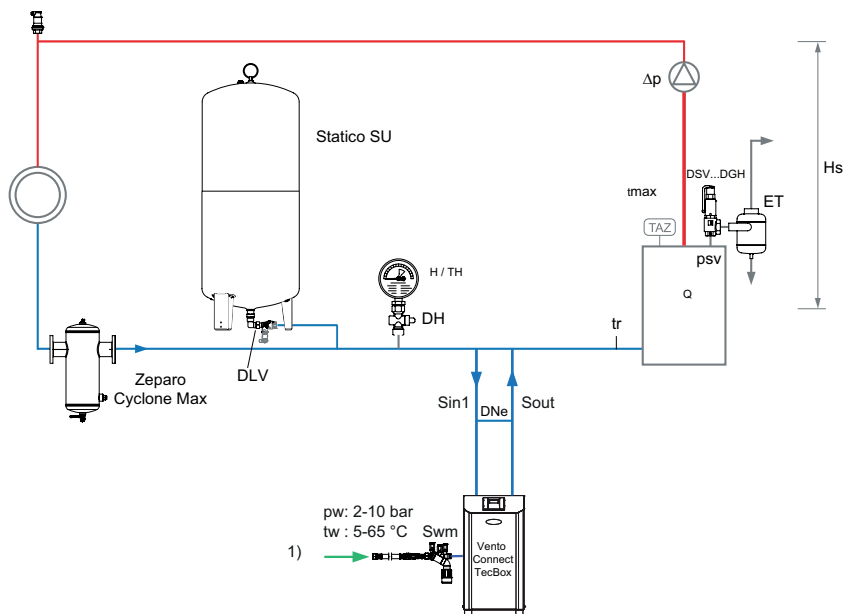 Δp
Hs
Statico SU
DSV...DGH
tmax
ET
TAZ
psv
H / TH
Q
DH
tr
DLV
Zeparo
Cyclone Max
Sin1
DNe
Sout
pw: 2-10 bar
tw : 5-65 °C
Swm
1)
Vento
Connect
TecBox